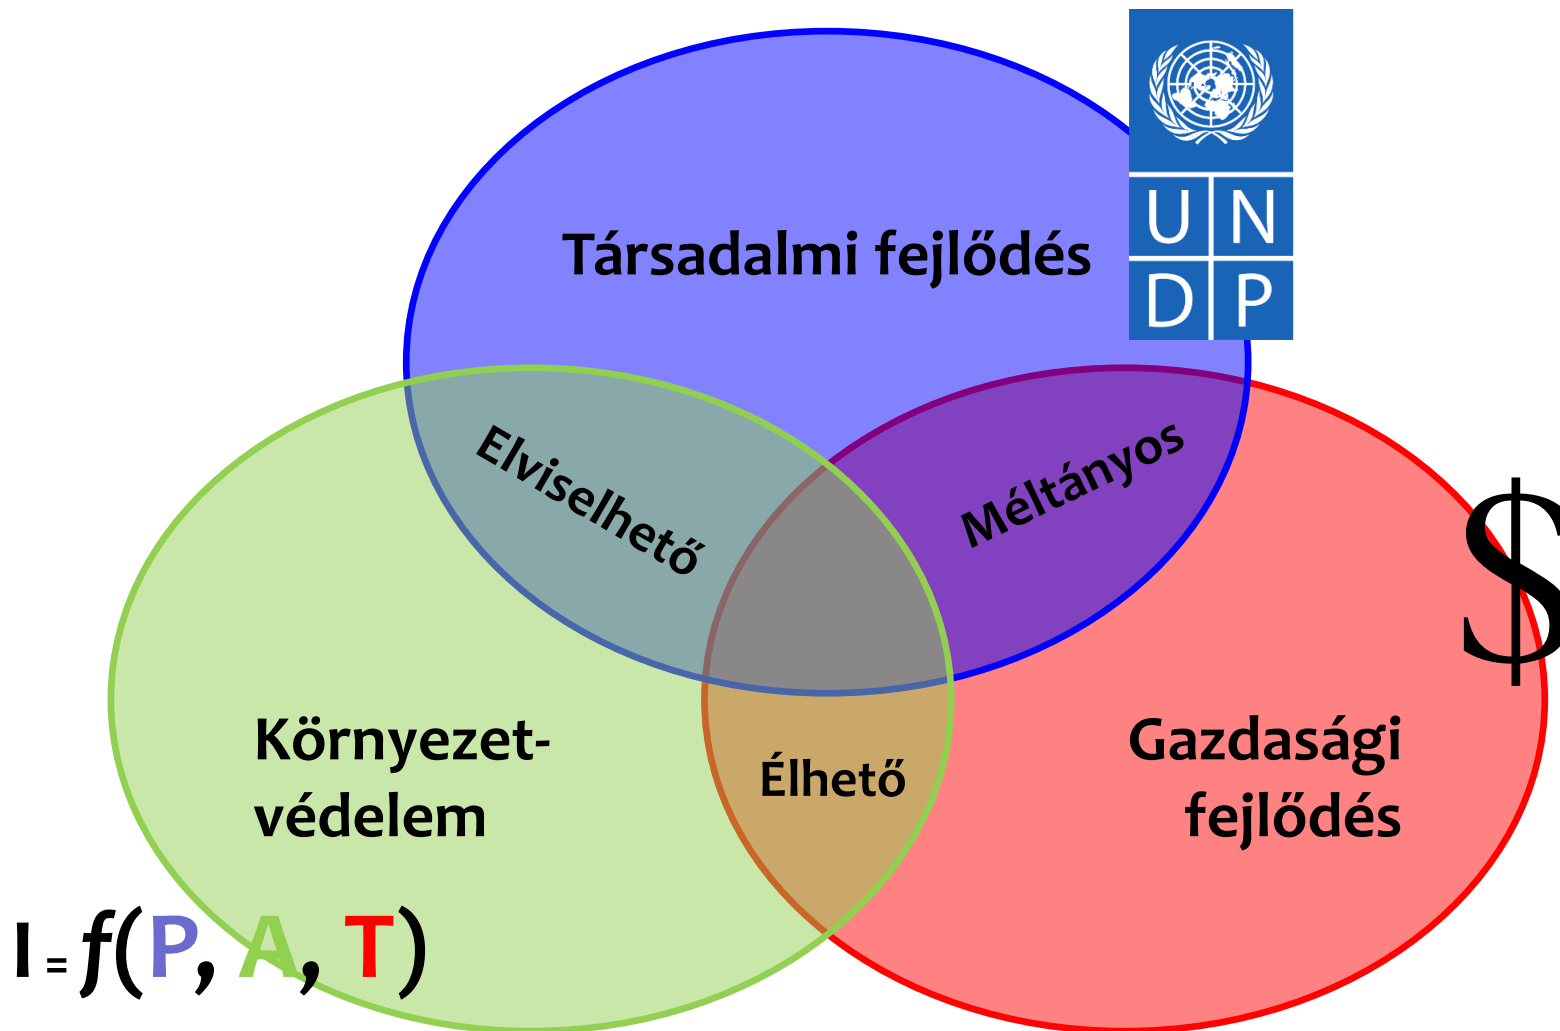 Társadalmi fejlődés
U N
D P
Elviselhető
Méltányos
$
Környezet-
védelem
Élhető
Gazdasági
fejlődés
I = f(P, A, T)